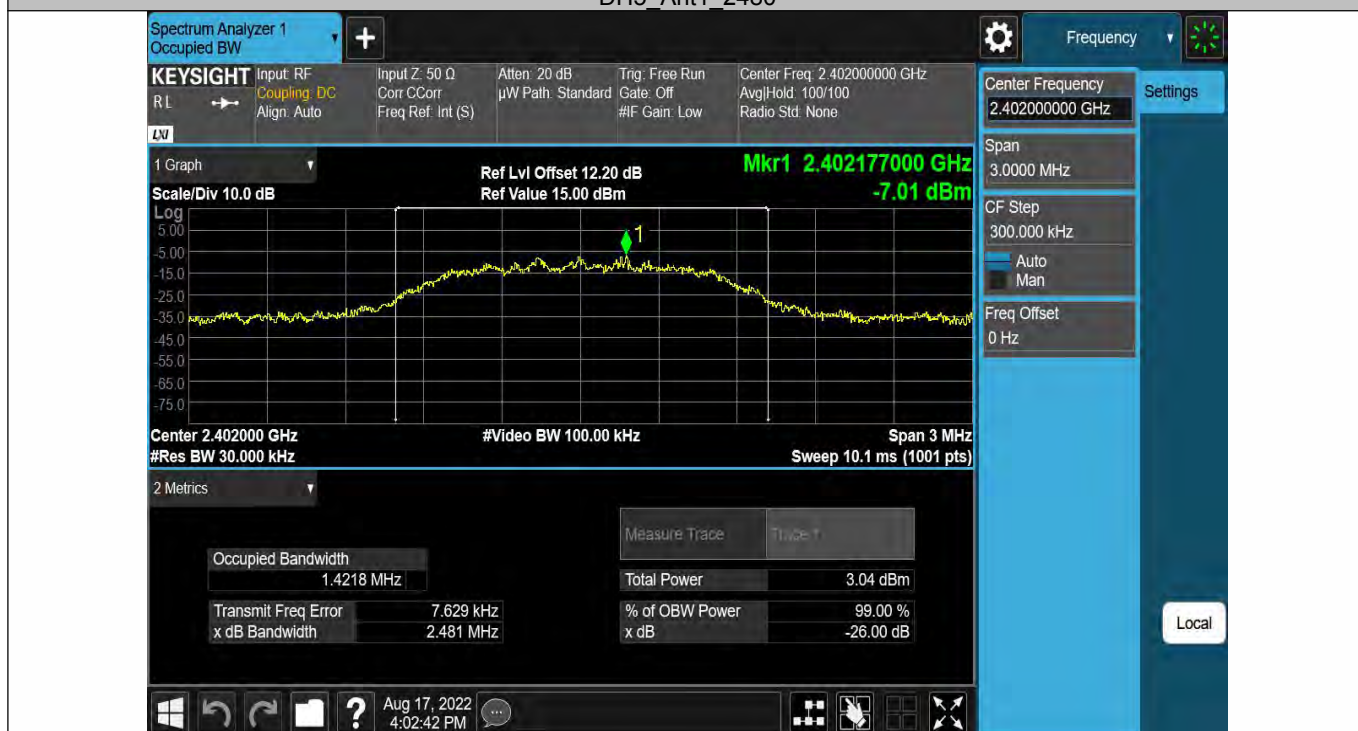 DH5_Ant1_2480
Spectrum Analyzer 1
Occupied BW
Frequency
KEYSIGHT
RL
LXI
Input: RF
Coupling: DC
Align: Auto
Input Z: 50 Ω
Corr CCorr
Freq Ref: Int (S)
Atten: 20 dB
µW Path: Standard
Trig: Free Run
Gate: Off
#IF Gain: Low
Center Freq: 2.402000000 GHz
Avg|Hold: 100/100
Radio Std: None
Center Frequency
2.402000000 GHz
Settings
Span
3.0000 MHz
CF Step
300.000 kHz
Auto
Man
Freq Offset
0 Hz
Local
1 Graph
Scale/Div 10.0 dB
Ref Lvl Offset 12.20 dB
Ref Value 15.00 dBm
Mkr1 2.402177000 GHz
-7.01 dBm
Log
5.00
-5.00
-15.0
-25.0
-35.0
-45.0
-55.0
-65.0
-75.0
1
Center 2.402000 GHz
#Video BW 100.00 kHz
Span 3 MHz
#Res BW 30.000 kHz
Sweep 10.1 ms (1001 pts)
2 Metrics
Measure Trace
Trace 1
Occupied Bandwidth
1.4218 MHz
Total Power
3.04 dBm
Transmit Freq Error
7.629 kHz
% of OBW Power
99.00 %
x dB Bandwidth
2.481 MHz
x dB
-26.00 dB
?
Aug 17, 2022
4:02:42 PM